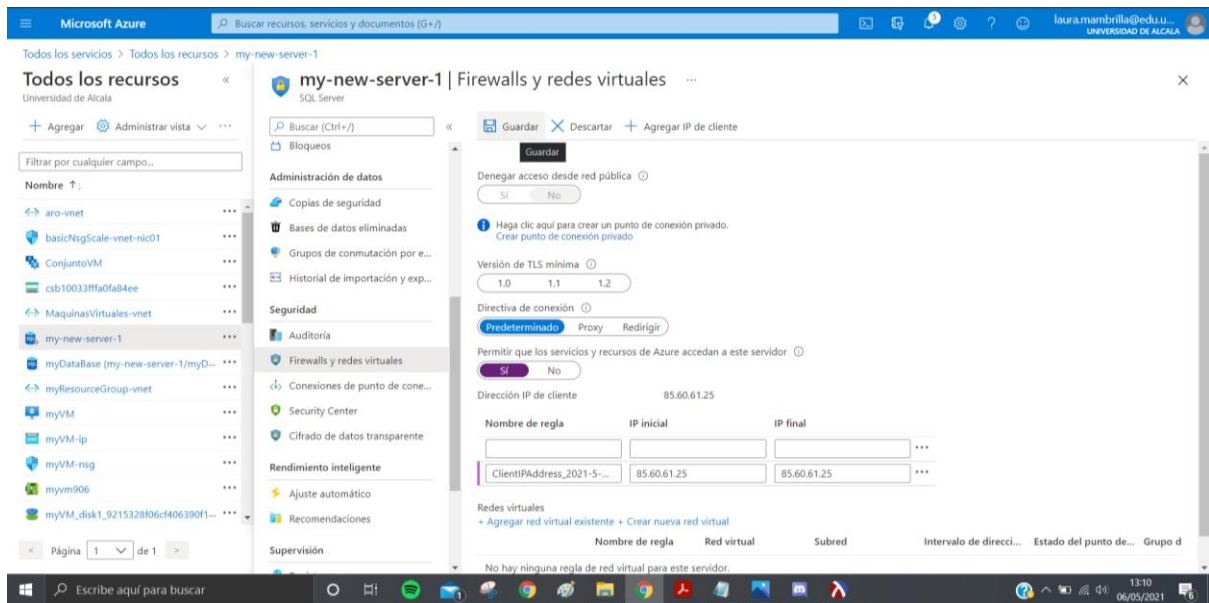 Microsoft Azure
Buscar recursos, servicios y documentos (G+/)
3
laura.mambrilla@edu.u...
UNIVERSIDAD DE ALCALA
Todos los servicios > Todos los recursos > my-new-server-1
Todos los recursos
Universidad de Alcala
+ Agregar Administrar vista ...
Filtrar por cualquier campo...
Nombre ↑↓
aro-vnet ...
basicNsgScale-vnet-nic01 ...
ConjuntoVM ...
csb10033fffa0fa84ee ...
MaquinasVirtuales-vnet ...
my-new-server-1 ...
myDataBase (my-new-server-1/myD... ...
myResourceGroup-vnet ...
myVM ...
myVM-ip ...
myVM-nsg ...
myvm906 ...
myVM_disk1_9215328f06cf406390f1... ...
< Página 1 de 1 >
my-new-server-1 | Firewalls y redes virtuales ...
SQL Server
Buscar (Ctrl+/)
Bloqueos
Administración de datos
Copias de seguridad
Bases de datos eliminadas
Grupos de conmutación por e...
Historial de importación y exp...
Seguridad
Auditoría
Firewalls y redes virtuales
Conexiones de punto de cone...
Security Center
Cifrado de datos transparente
Rendimiento inteligente
Ajuste automático
Recomendaciones
Supervisión
Guardar Descartar + Agregar IP de cliente
Guardar
Denegar acceso desde red pública
Sí No
Haga clic aquí para crear un punto de conexión privado.
Crear punto de conexión privado
Versión de TLS mínima
1.0 1.1 1.2
Directiva de conexión
Predeterminado Proxy Redirigir
Permitir que los servicios y recursos de Azure accedan a este servidor
Sí No
Dirección IP de cliente 85.60.61.25
Nombre de regla IP inicial IP final
...
ClientIPAddress_2021-5-... 85.60.61.25 85.60.61.25 ...
Redes virtuales
+ Agregar red virtual existente + Crear nueva red virtual
Nombre de regla Red virtual Subred Intervalo de direcci... Estado del punto de... Grupo d
No hay ninguna regla de red virtual para este servidor.
Escribe aquí para buscar
13:10
06/05/2021
6